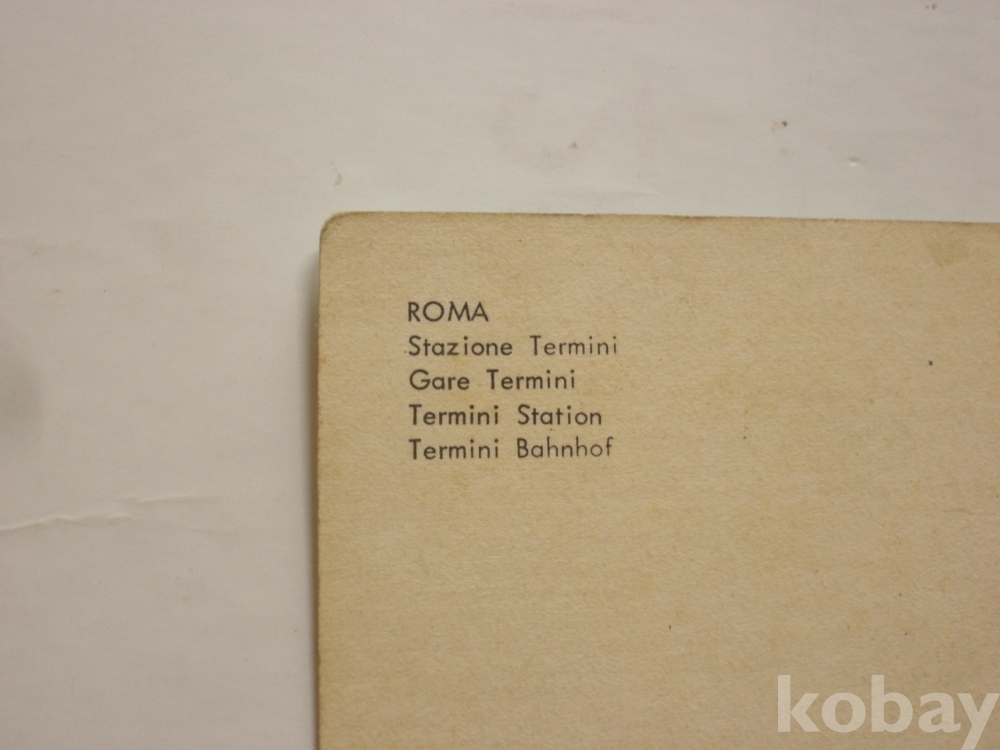 ROMA
Stazione Termini
Gare Termini
Termini Station
Termini Bahnhof
kobay